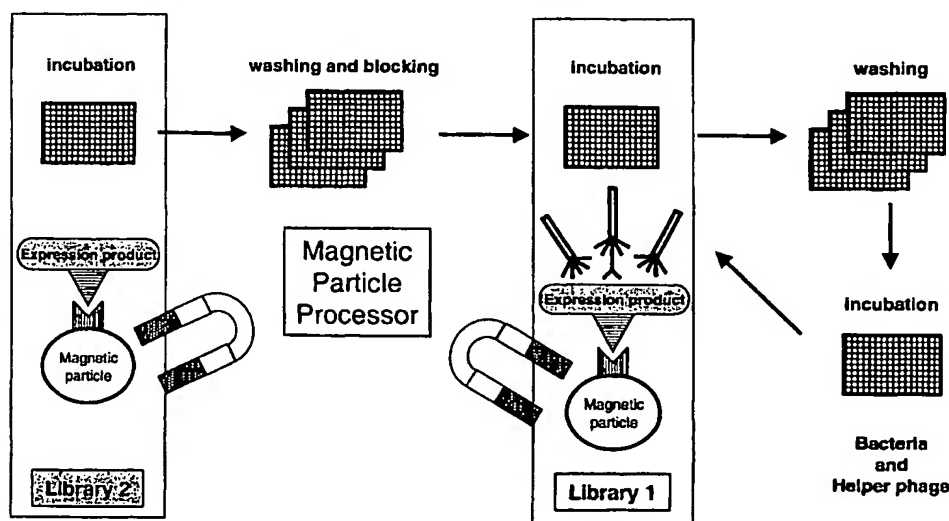 incubation
washing and blocking
incubation
washing
Expression product
Magnetic
particle
Library 2
Magnetic
Particle
Processor
Expression product
Magnetic
particle
Library 1
incubation
Bacteria
and
Helper phage